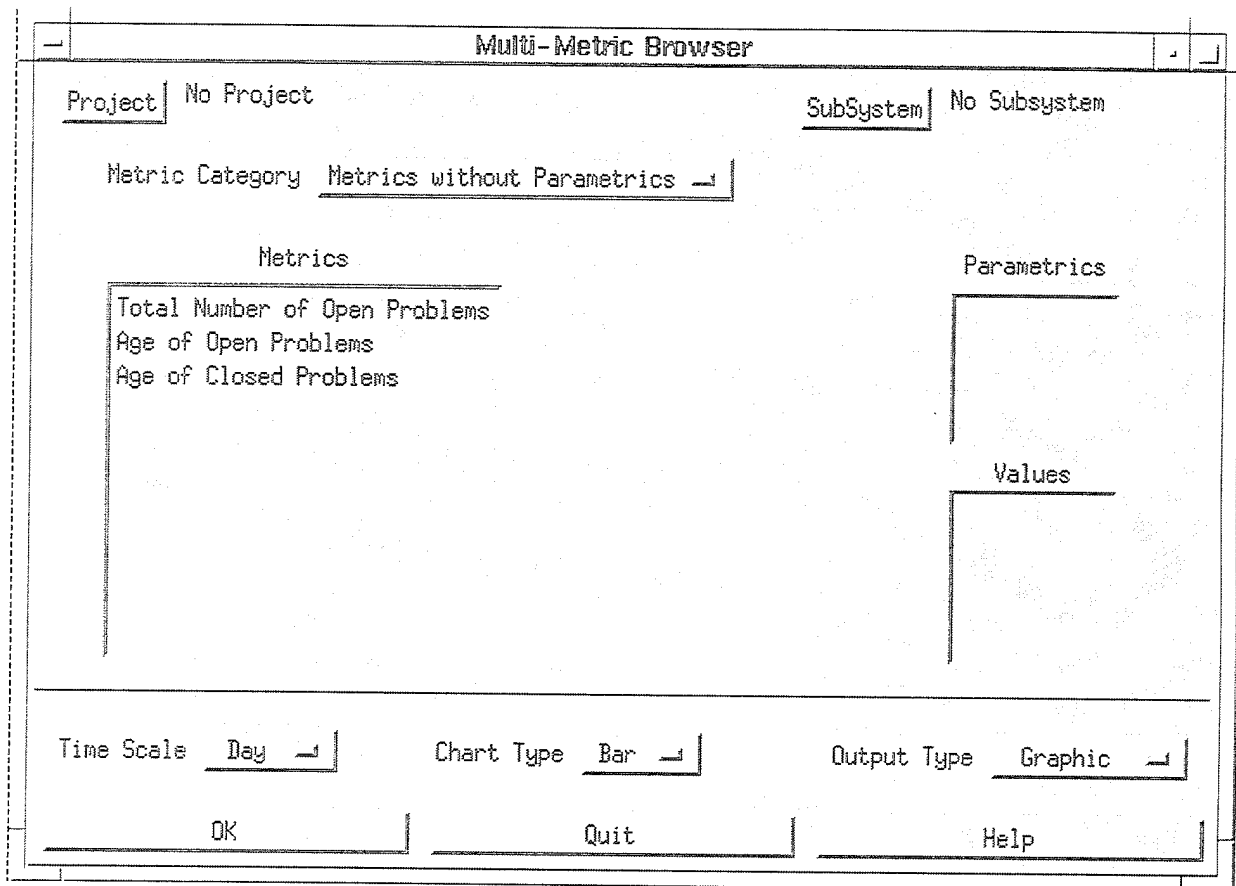 Multi-Metric Browser
Project No Project
SubSystem No Subsystem
Metric Category Metrics without Parametrics
Metrics
Total Number of Open Problems
Age of Open Problems
Age of Closed Problems
Parametrics
Values
Time Scale Day
Chart Type Bar
Output Type Graphic
OK
Quit
Help